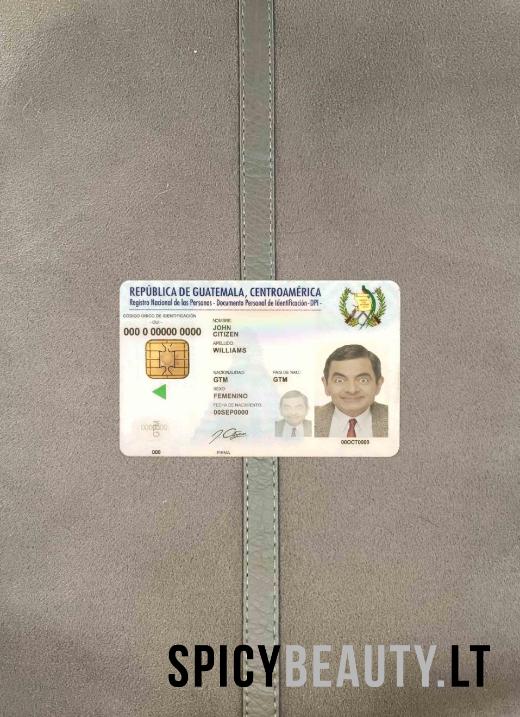 REPÚBLICA DE GUATEMALA, CENTROAMÉRICA
Registro Nacional de las Personas - Documento Personal de Identificación - DPI -
CÓDIGO ÚNICO DE IDENTIFICACIÓN
- CUI -
000 0 00000 0000
NOMBRE:
JOHN
CITIZEN
APELLIDO:
WILLIAMS
NACIONALIDAD: PAIS DE NAC.:
GTM GTM
SEXO:
FEMENINO
FECHA DE NACIMIENTO:
00SEP0000
00OCT0000
000 FIRMA
SPICYBEAUTY.LT